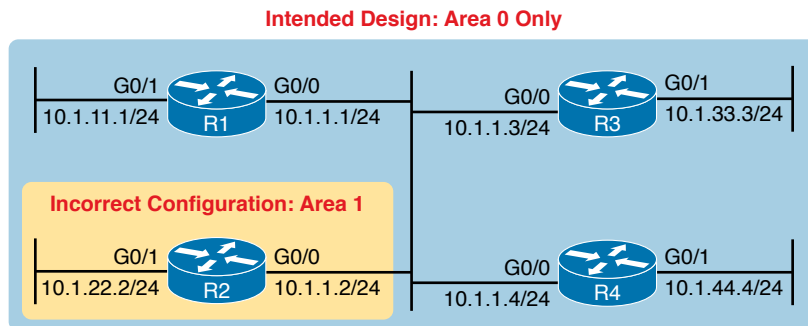 Intended Design: Area 0 Only
G0/1
G0/0
10.1.11.1/24
R1
10.1.1.1/24
G0/0
G0/1
10.1.1.3/24
R3
10.1.33.3/24
Incorrect Configuration: Area 1
G0/1
G0/0
10.1.22.2/24
R2
10.1.1.2/24
G0/0
G0/1
10.1.1.4/24
R4
10.1.44.4/24